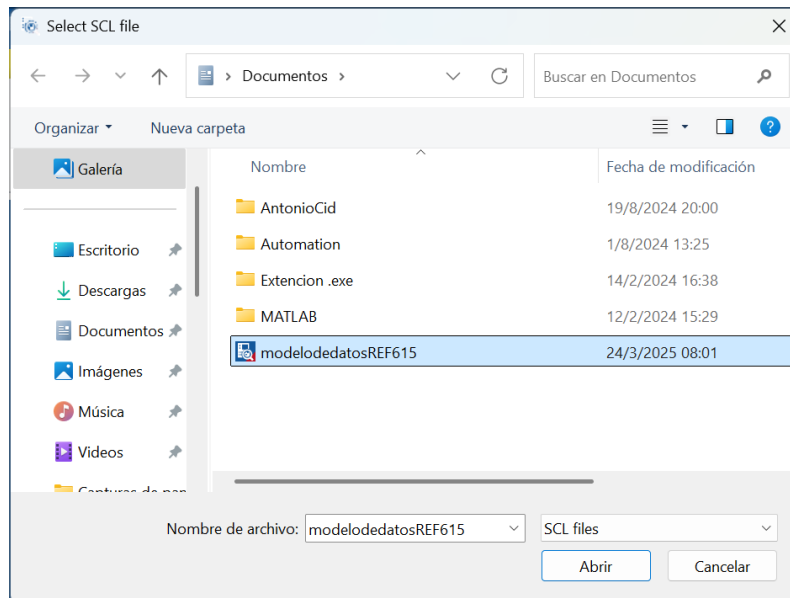 Select SCL file
Documentos
Buscar en Documentos
Organizar
Nueva carpeta
Galería
Nombre
Fecha de modificación
AntonioCid
19/8/2024 20:00
Automation
1/8/2024 13:25
Escritorio
Extencion .exe
14/2/2024 16:38
Descargas
MATLAB
12/2/2024 15:29
Documentos
modelodedatosREF615
24/3/2025 08:01
Imágenes
Música
Videos
Nombre de archivo:
modelodedatosREF615
SCL files
Abrir
Cancelar